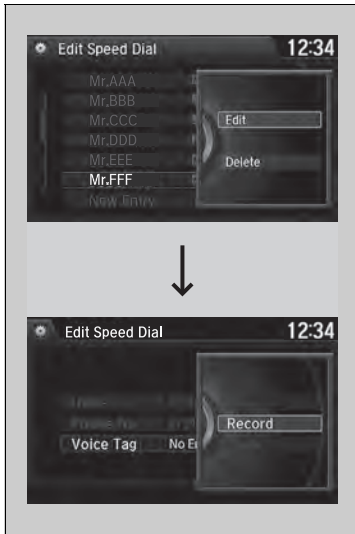 Edit Speed Dial 12:34
Mr.AAA
Mr.BBB
Mr.CCC
Mr.DDD
Mr.EEE
Mr.FFF
New Entry
Edit
Delete
Edit Speed Dial 12:34
Voice Tag
Record